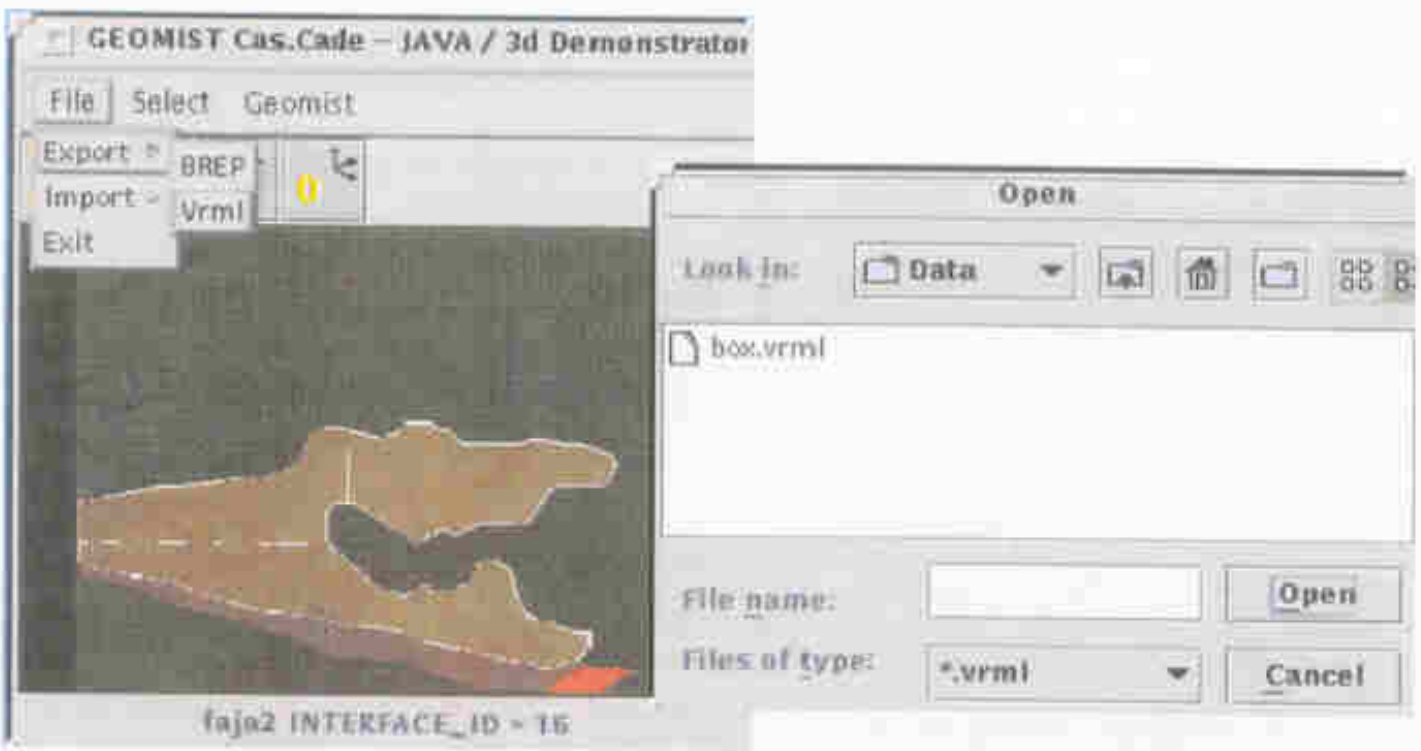 GEOMIST Cas.Cade – JAVA / 3d Demonstrator
File Select Geomist
Export
BREP
Import
Vrml
Exit
0
faja2 INTERFACE_ID = 16
Open
Look in:
Data
box.vrml
File name:
Open
Files of type:
*.vrml
Cancel